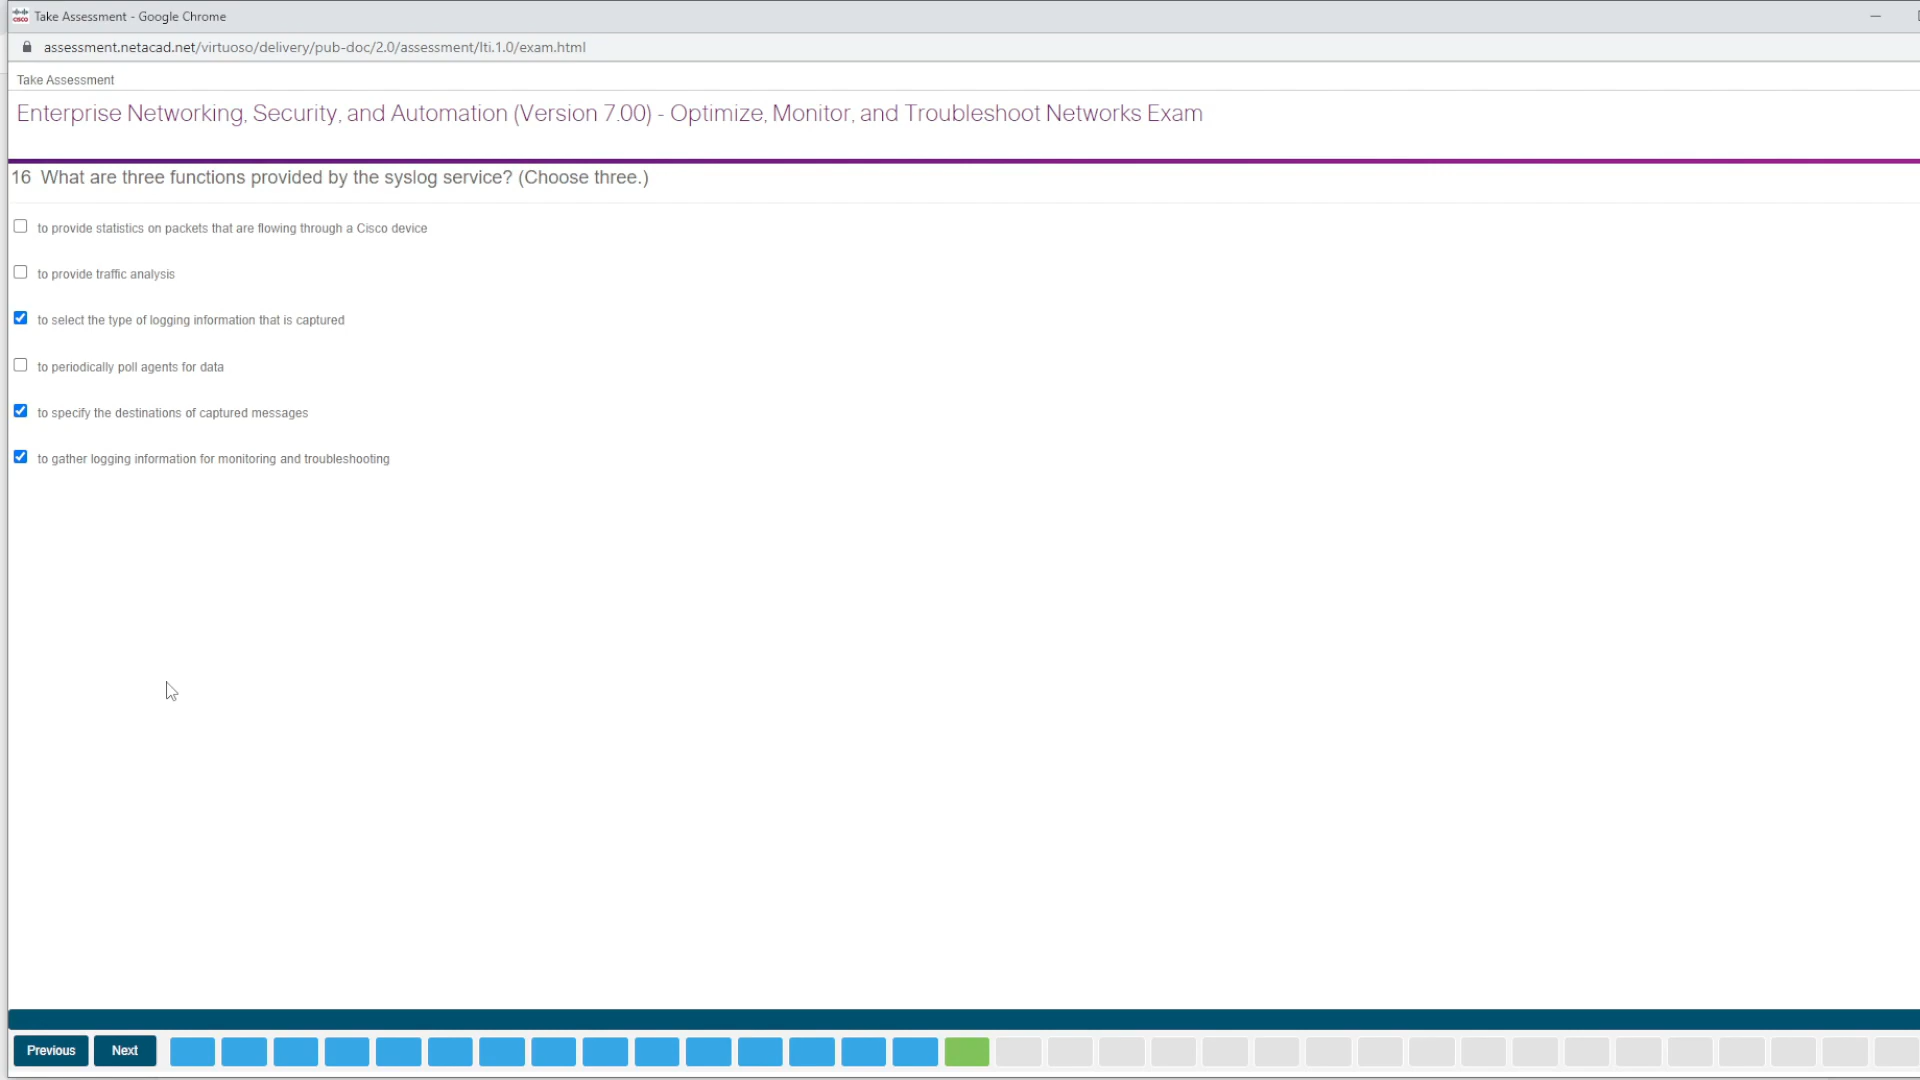 Take Assessment - Google Chrome
assessment.netacad.net/virtuoso/delivery/pub-doc/2.0/assessment/lti.1.0/exam.html
Take Assessment
Enterprise Networking, Security, and Automation (Version 7.00) - Optimize, Monitor, and Troubleshoot Networks Exam
16 What are three functions provided by the syslog service? (Choose three.)
to provide statistics on packets that are flowing through a Cisco device
to provide traffic analysis
to select the type of logging information that is captured
to periodically poll agents for data
to specify the destinations of captured messages
to gather logging information for monitoring and troubleshooting
Previous Next